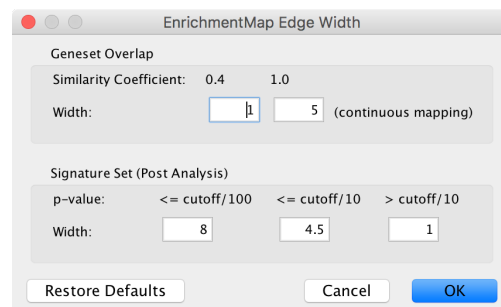 EnrichmentMap Edge Width
Geneset Overlap
Similarity Coefficient: 0.4 1.0
Width: 1 5 (continuous mapping)
Signature Set (Post Analysis)
p-value: <= cutoff/100 <= cutoff/10 > cutoff/10
Width: 8 4.5 1
Restore Defaults Cancel OK